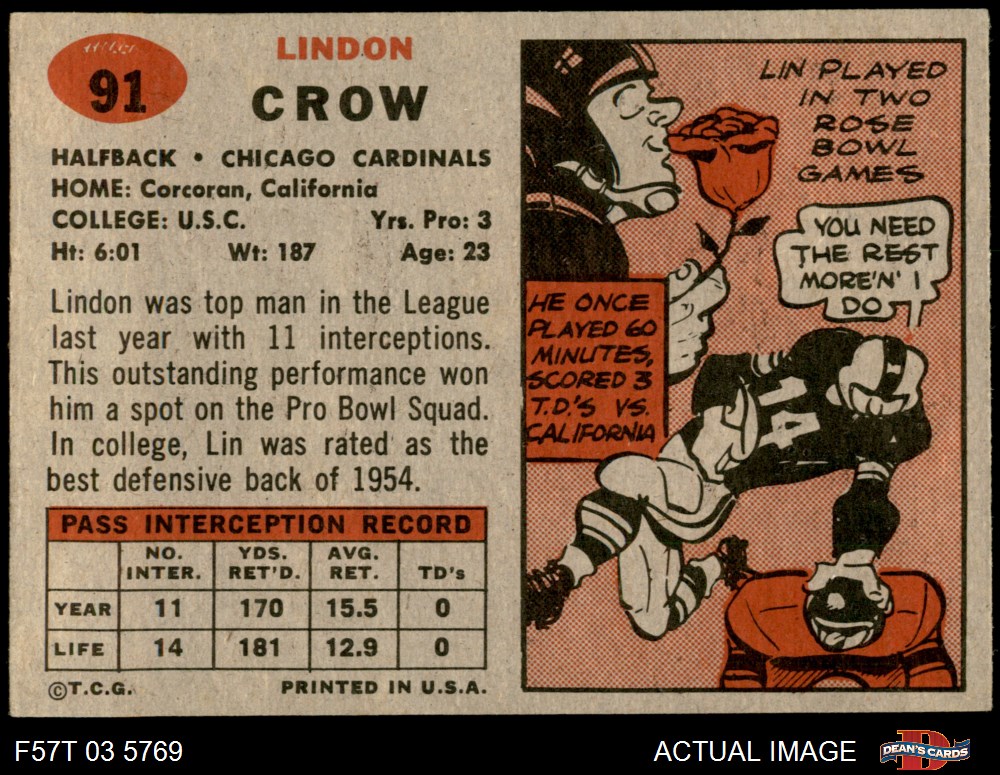 91
LINDON
CROW
HALFBACK • CHICAGO CARDINALS
HOME: Corcoran, California
COLLEGE: U.S.C. Yrs. Pro: 3
Ht: 6:01 Wt: 187 Age: 23
Lindon was top man in the League
last year with 11 interceptions.
This outstanding performance won
him a spot on the Pro Bowl Squad.
In college, Lin was rated as the
best defensive back of 1954.
PASS INTERCEPTION RECORD
NO. YDS. AVG.
INTER. RET'D. RET. TD's
YEAR 11 170 15.5 0
LIFE 14 181 12.9 0
©T.C.G. PRINTED IN U.S.A.
LIN PLAYED
IN TWO
ROSE
BOWL
GAMES
YOU NEED
THE REST
MORE'N' I
DO
HE ONCE
PLAYED 60
MINUTES,
SCORED 3
T.D.'S VS.
CALIFORNIA
14
F57T 03 5769 ACTUAL IMAGE DEAN'S CARDS